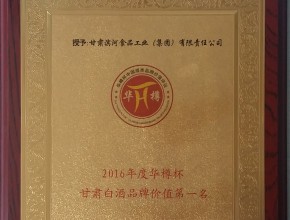 授予:甘肃滨河食品工业（集团）有限责任公司
华樽
2016年度华樽杯
甘肃白酒品牌价值第一名